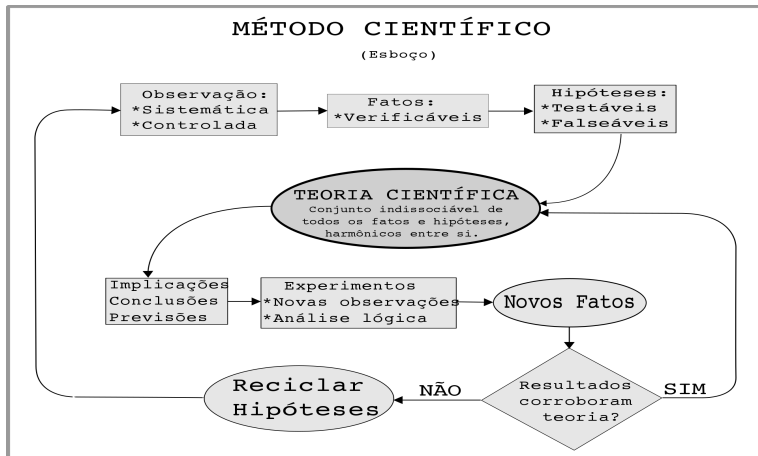 MÉTODO CIENTÍFICO
(Esboço)
Observação:
*Sistemática
*Controlada
Fatos:
*Verificáveis
Hipóteses:
*Testáveis
*Falseáveis
TEORIA CIENTÍFICA
Conjunto indissociável de
todos os fatos e hipóteses,
harmônicos entre si.
Implicações
Conclusões
Previsões
Experimentos
*Novas observações
*Análise lógica
Novos Fatos
Resultados
corroboram
teoria?
SIM
NÃO
Reciclar
Hipóteses